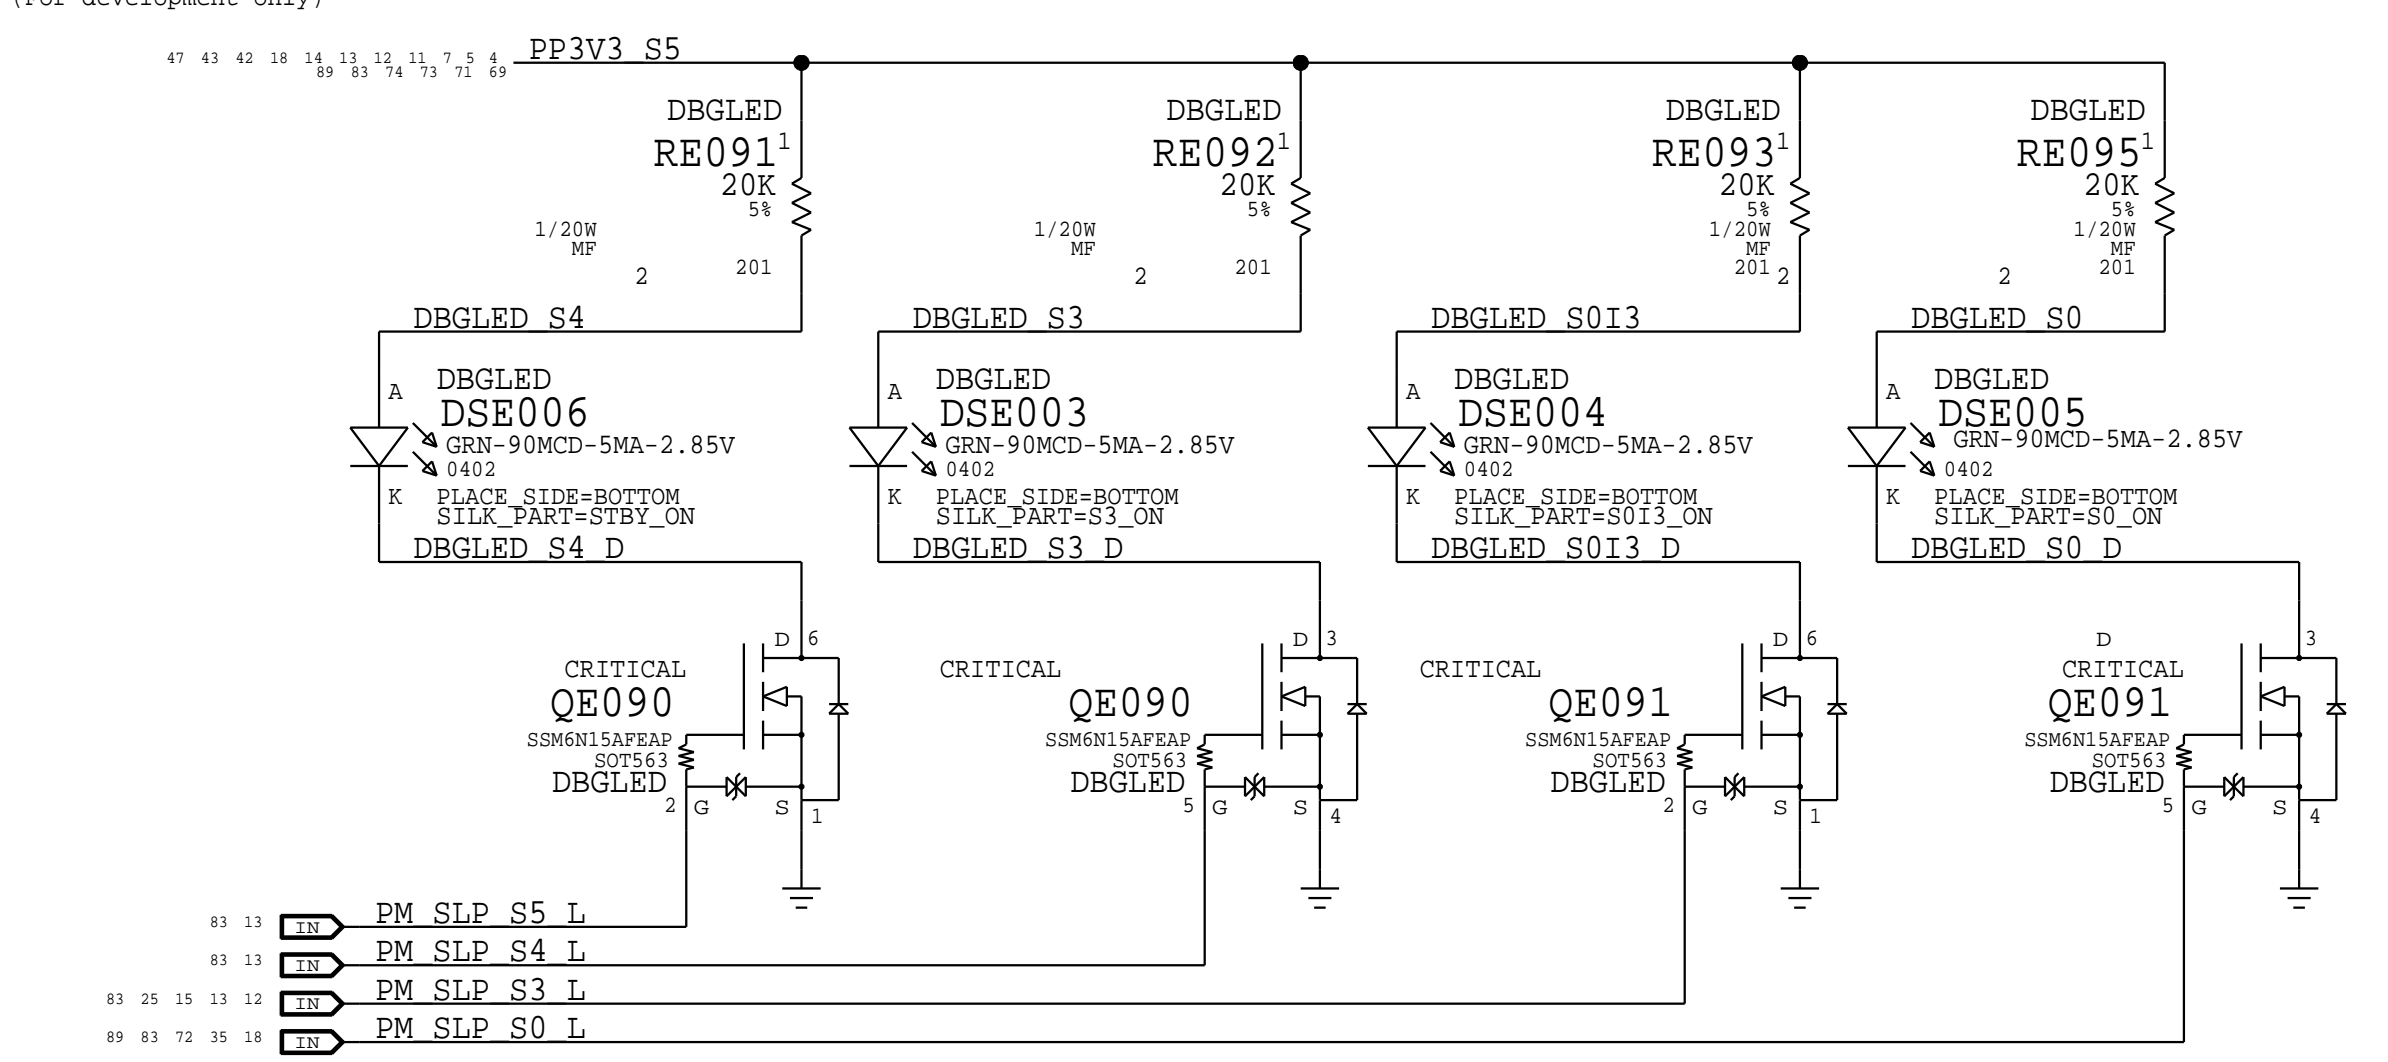 (For development only)
PP3V3_S5
47 43 42 18 14 13 12 11 7 5 4
89 83 74 73 71 69
DBGLED
RE091 1
20K
5%
1/20W
MF
201
2
DBGLED
RE092 1
20K
5%
1/20W
MF
201
2
DBGLED
RE093 1
20K
5%
1/20W
MF
201
2
DBGLED
RE095 1
20K
5%
1/20W
MF
201
2
DBGLED_S4
DBGLED_S3
DBGLED_S0I3
DBGLED_S0
A
DBGLED
DSE006
GRN-90MCD-5MA-2.85V
0402
K
PLACE_SIDE=BOTTOM
SILK_PART=STBY_ON
A
DBGLED
DSE003
GRN-90MCD-5MA-2.85V
0402
K
PLACE_SIDE=BOTTOM
SILK_PART=S3_ON
A
DBGLED
DSE004
GRN-90MCD-5MA-2.85V
0402
K
PLACE_SIDE=BOTTOM
SILK_PART=S0I3_ON
A
DBGLED
DSE005
GRN-90MCD-5MA-2.85V
0402
K
PLACE_SIDE=BOTTOM
SILK_PART=S0_ON
DBGLED_S4_D
DBGLED_S3_D
DBGLED_S0I3_D
DBGLED_S0_D
D 6
CRITICAL
QE090
SSM6N15AFEAP
SOT563
DBGLED
2 G S 1
D 3
CRITICAL
QE090
SSM6N15AFEAP
SOT563
DBGLED
5 G S 4
D 6
CRITICAL
QE091
SSM6N15AFEAP
SOT563
DBGLED
2 G S 1
D 3
CRITICAL
QE091
SSM6N15AFEAP
SOT563
DBGLED
5 G S 4
83 13 IN PM_SLP_S5_L
83 13 IN PM_SLP_S4_L
83 25 15 13 12 IN PM_SLP_S3_L
89 83 72 35 18 IN PM_SLP_S0_L